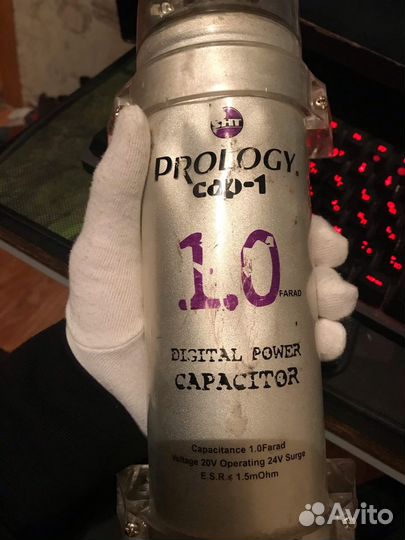 SHT
PROLOGY.
cap-1
1.0
FARAD
DIGITAL POWER
CAPACITOR
Capacitance 1.0Farad
Voltage 20V Operating 24V Surge
E.S.R.≤ 1.5mOhm
Avito